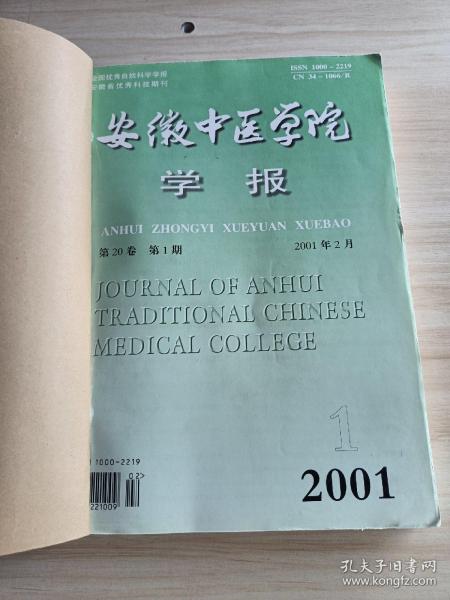 全国优秀自然科学学报
安徽省优秀科技期刊
ISSN 1000-2219
CN 34-1066/R
安徽中医学院
学报
ANHUI ZHONGYI XUEYUAN XUEBAO
第20卷 第1期
2001年2月
JOURNAL OF ANHUI
TRADITIONAL CHINESE
MEDICAL COLLEGE
1
2001
1000-2219
02>
221009
孔夫子旧书网
www.kongfz.com